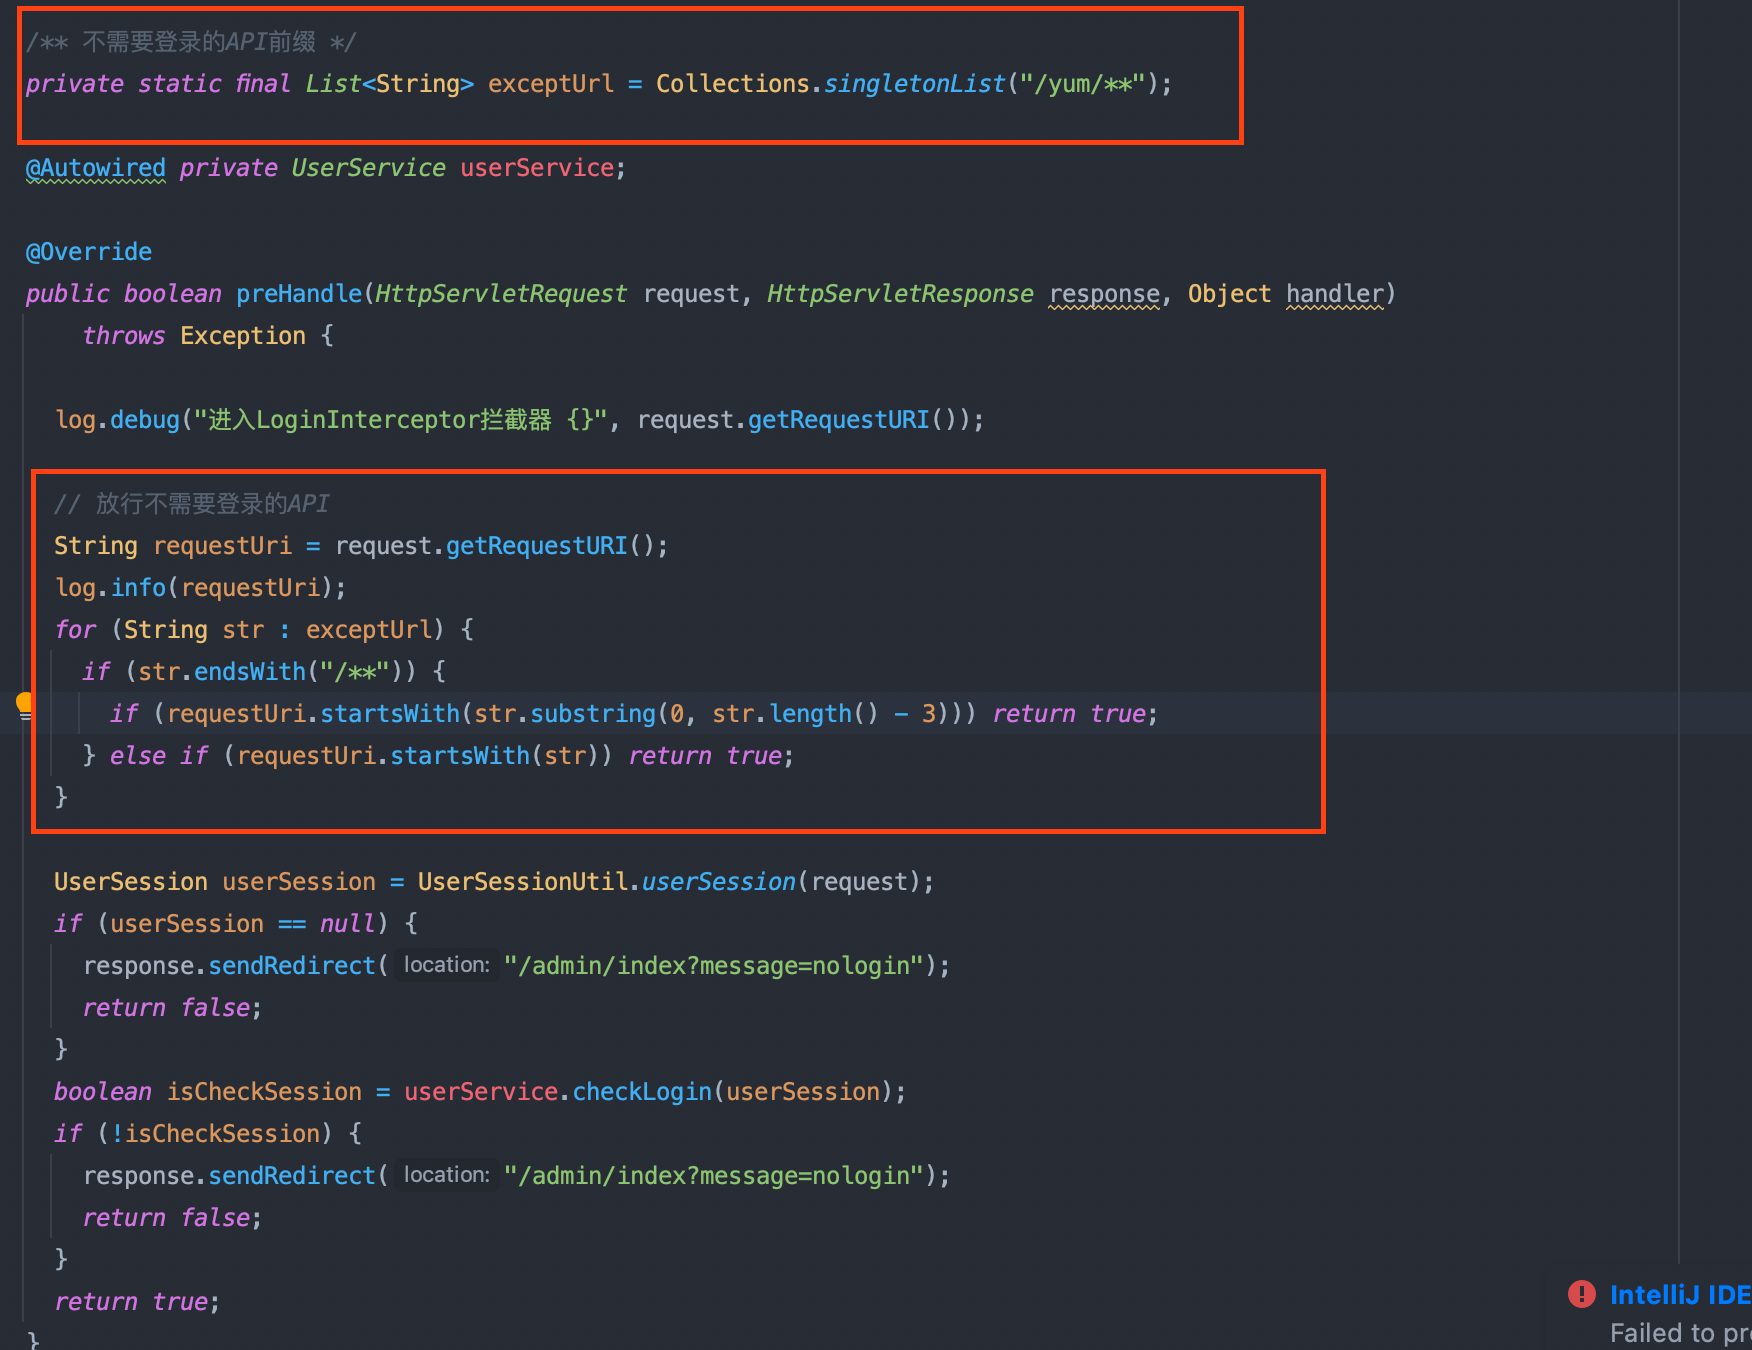 /** 不需要登录的API前缀 */
private static final List<String> exceptUrl = Collections.singletonList("/yum/**");
@Autowired private UserService userService;
@Override
public boolean preHandle(HttpServletRequest request, HttpServletResponse response, Object handler)
throws Exception {
log.debug("进入LoginInterceptor拦截器 {}", request.getRequestURI());
// 放行不需要登录的API
String requestUri = request.getRequestURI();
log.info(requestUri);
for (String str : exceptUrl) {
if (str.endsWith("/**")) {
if (requestUri.startsWith(str.substring(0, str.length() - 3))) return true;
} else if (requestUri.startsWith(str)) return true;
}
UserSession userSession = UserSessionUtil.userSession(request);
if (userSession == null) {
response.sendRedirect( location: "/admin/index?message=nologin");
return false;
}
boolean isCheckSession = userService.checkLogin(userSession);
if (!isCheckSession) {
response.sendRedirect( location: "/admin/index?message=nologin");
return false;
}
return true;
}
IntelliJ IDE
Failed to pr